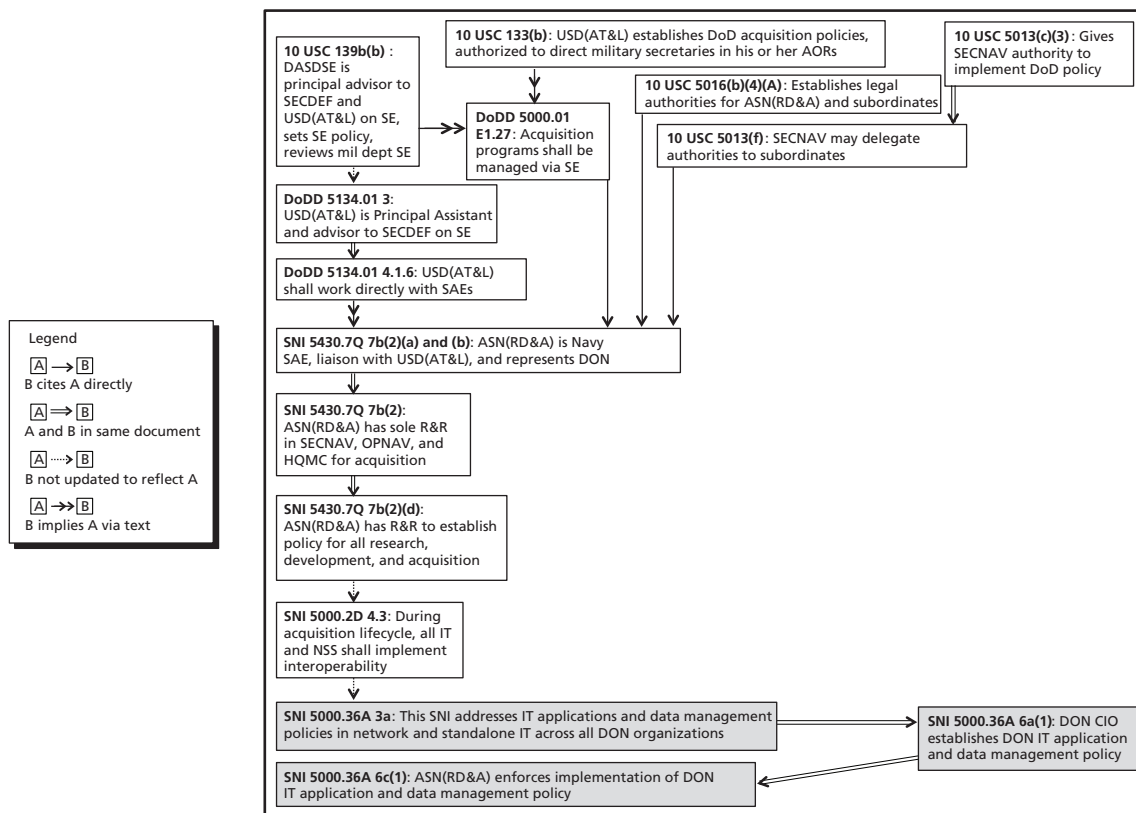 10 USC 139b(b) :
DASDSE is
principal advisor to
SECDEF and
USD(AT&L) on SE,
sets SE policy,
reviews mil dept SE
10 USC 133(b): USD(AT&L) establishes DoD acquisition policies,
authorized to direct military secretaries in his or her AORs
10 USC 5013(c)(3) : Gives
SECNAV authority to
implement DoD policy
10 USC 5016(b)(4)(A): Establishes legal
authorities for ASN(RD&A) and subordinates
DoDD 5000.01
E1.27: Acquisition
programs shall be
managed via SE
10 USC 5013(f): SECNAV may delegate
authorities to subordinates
DoDD 5134.01 3:
USD(AT&L) is Principal Assistant
and advisor to SECDEF on SE
DoDD 5134.01 4.1.6: USD(AT&L)
shall work directly with SAEs
SNI 5430.7Q 7b(2)(a) and (b): ASN(RD&A) is Navy
SAE, liaison with USD(AT&L), and represents DON
SNI 5430.7Q 7b(2):
ASN(RD&A) has sole R&R
in SECNAV, OPNAV, and
HQMC for acquisition
SNI 5430.7Q 7b(2)(d):
ASN(RD&A) has R&R to establish
policy for all research,
development, and acquisition
SNI 5000.2D 4.3: During
acquisition lifecycle, all IT
and NSS shall implement
interoperability
SNI 5000.36A 3a: This SNI addresses IT applications and data management
policies in network and standalone IT across all DON organizations
SNI 5000.36A 6a(1): DON CIO
establishes DON IT application
and data management policy
SNI 5000.36A 6c(1): ASN(RD&A) enforces implementation of DON
IT application and data management policy
Legend
A B
B cites A directly
A B
A and B in same document
A B
B not updated to reflect A
A B
B implies A via text